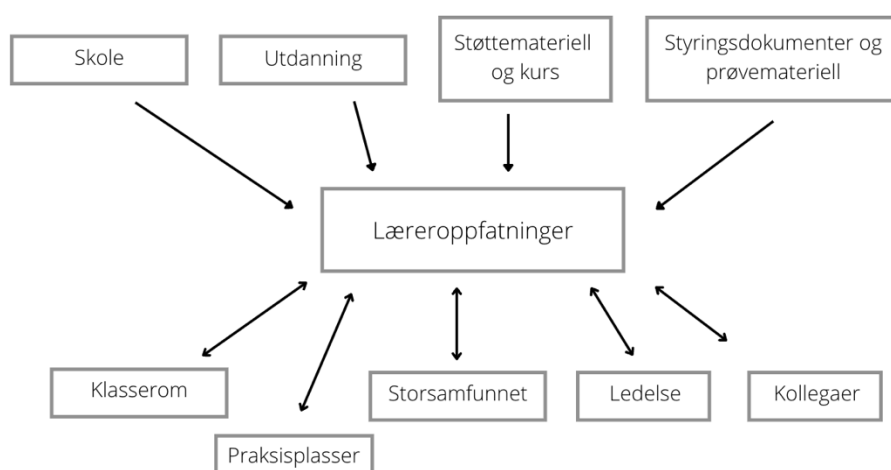 Skole
Utdanning
Støttemateriell
og kurs
Styringsdokumenter og
prøvemateriell
Læreroppfatninger
Klasserom
Praksisplasser
Storsamfunnet
Ledelse
Kollegaer